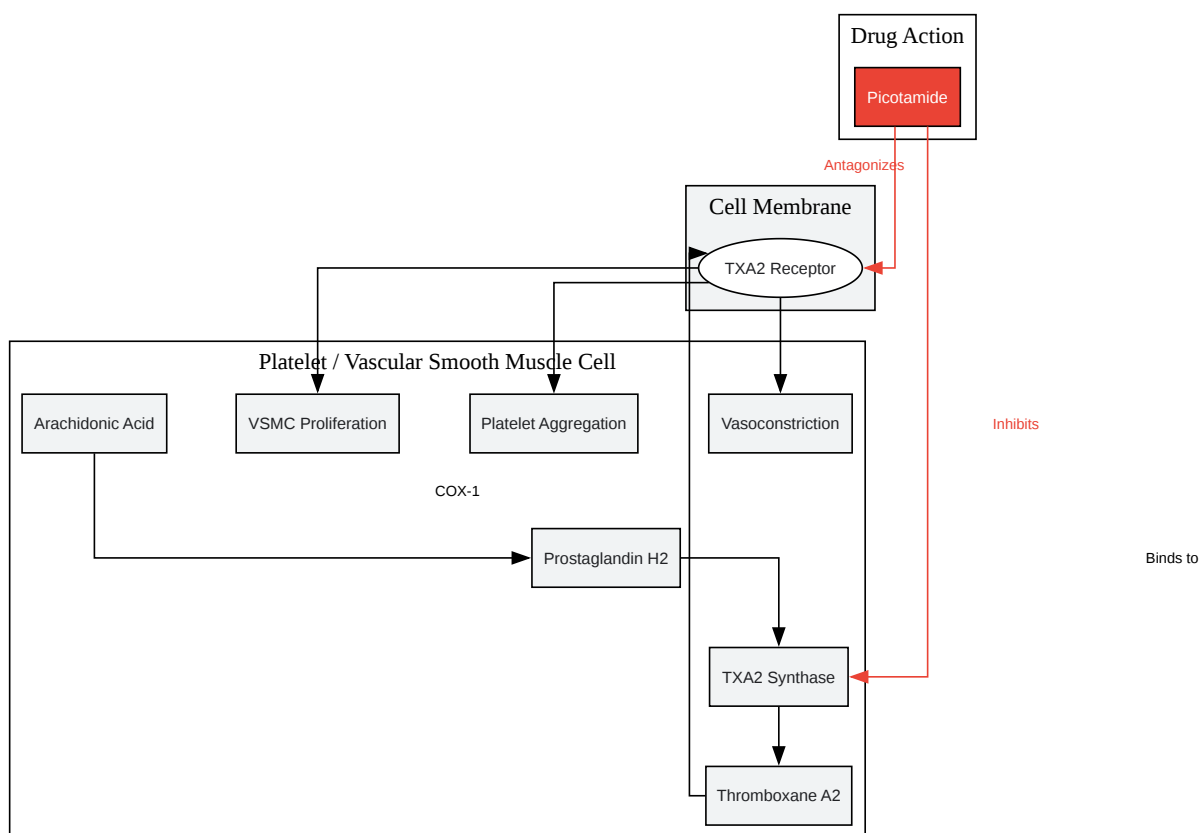 Drug Action
Picotamide
Antagonizes
Cell Membrane
TXA2 Receptor
Platelet / Vascular Smooth Muscle Cell
Arachidonic Acid
VSMC Proliferation
Platelet Aggregation
Vasoconstriction
Inhibits
COX-1
Prostaglandin H2
Binds to
TXA2 Synthase
Thromboxane A2